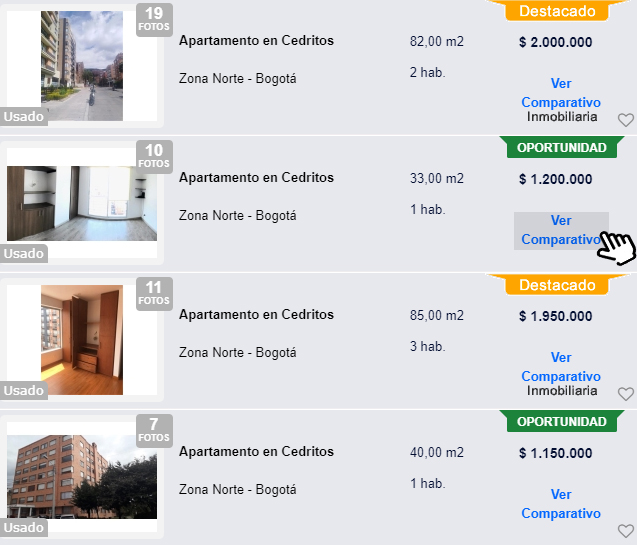 19
FOTOS
Usado
Apartamento en Cedritos
Zona Norte - Bogotá
82,00 m2
2 hab.
Destacado
$ 2.000.000
Ver
Comparativo
Inmobiliaria
10
FOTOS
Usado
Apartamento en Cedritos
Zona Norte - Bogotá
33,00 m2
1 hab.
OPORTUNIDAD
$ 1.200.000
Ver
Comparativo
11
FOTOS
Usado
Apartamento en Cedritos
Zona Norte - Bogotá
85,00 m2
3 hab.
Destacado
$ 1.950.000
Ver
Comparativo
Inmobiliaria
7
FOTOS
Usado
Apartamento en Cedritos
Zona Norte - Bogotá
40,00 m2
1 hab.
OPORTUNIDAD
$ 1.150.000
Ver
Comparativo